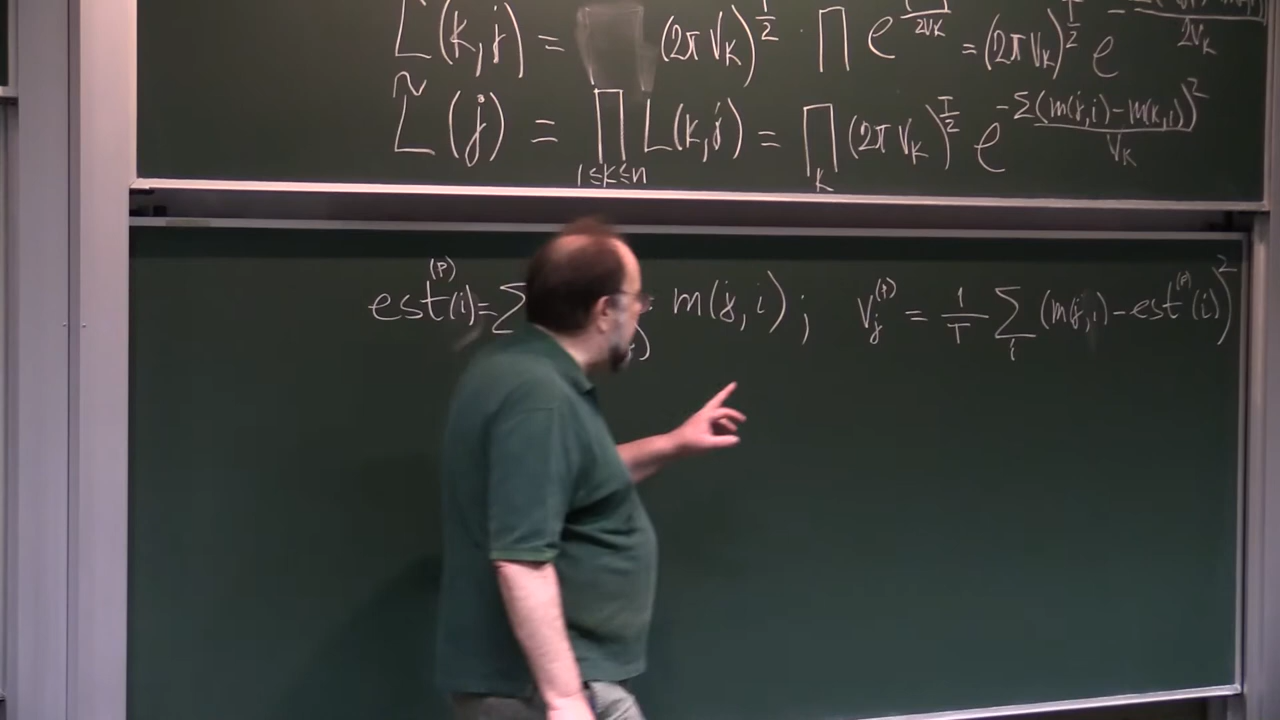 L̃(k,j) = (2π V_K)^{T/2} · ∏ e^{/2V_K} = (2π V_K)^{T/2} e^{-/2V_K}
L̃(j) = ∏_{1≤k≤n} L(k,j) = ∏_K (2π V_K)^{T/2} e^{-Σ(m(j,i)-m(k,i))²/V_K}
est^{(P)}(i)=Σ m(j,i); V_j^{(P)} = 1/T Σ_i (m(j,i)-est^{(P)}(i))²